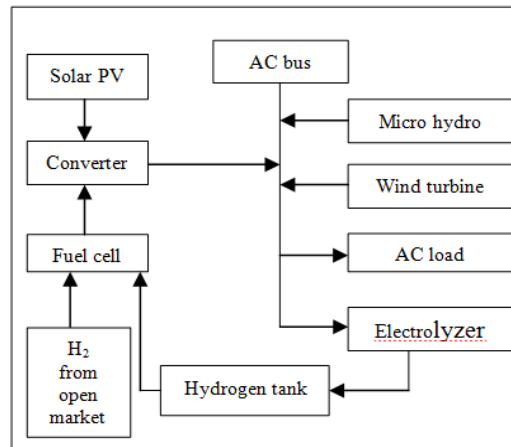 AC bus
Solar PV
Micro hydro
Converter
Wind turbine
Fuel cell
AC load
Electrolyzer
H₂
from
open
market
Hydrogen tank